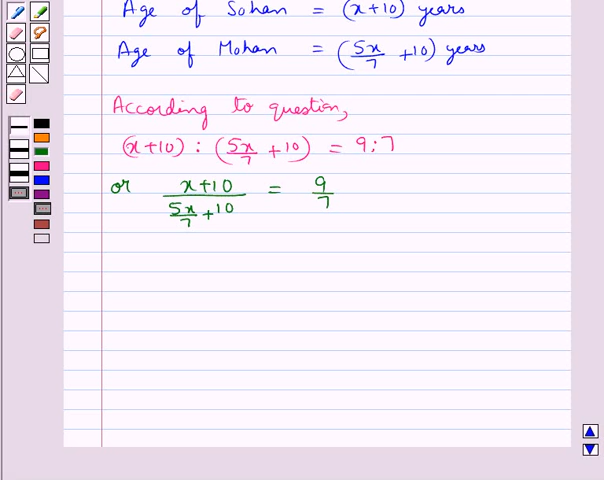 Age of Sohan = (x+10) years
Age of Mohan = (5x/7 +10) years
According to question,
(x+10) : (5x/7 +10) = 9:7
or x+10 / 5x/7 +10 = 9/7